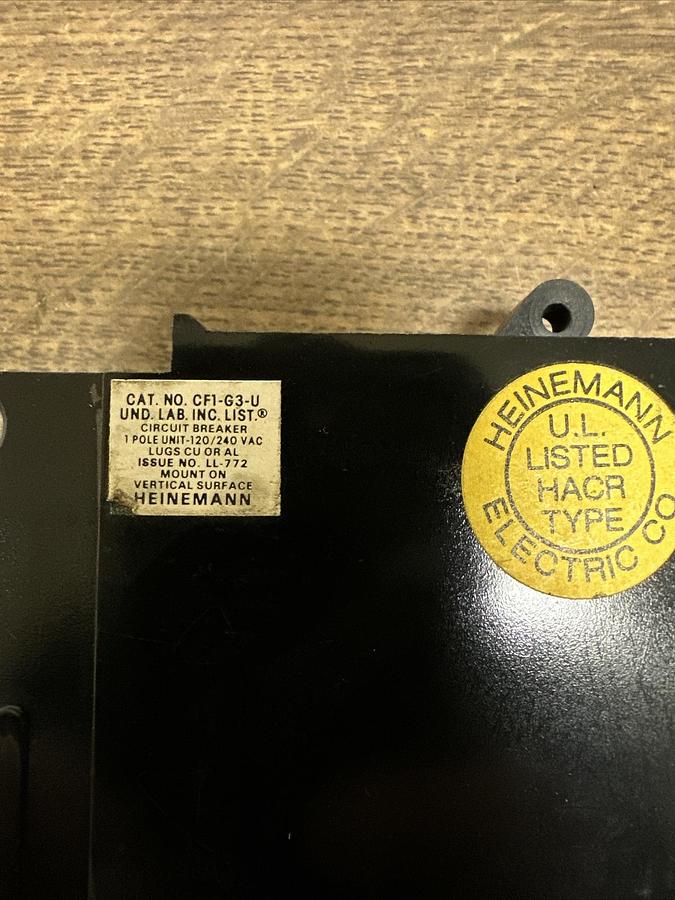 CAT. NO. CF1-G3-U
UND. LAB. INC. LIST.®
CIRCUIT BREAKER
1 POLE UNIT-120/240 VAC
LUGS CU OR AL
ISSUE NO. LL-772
MOUNT ON
VERTICAL SURFACE
HEINEMANN
HEINEMANN
U.L.
LISTED
HACR
TYPE
ELECTRIC CO